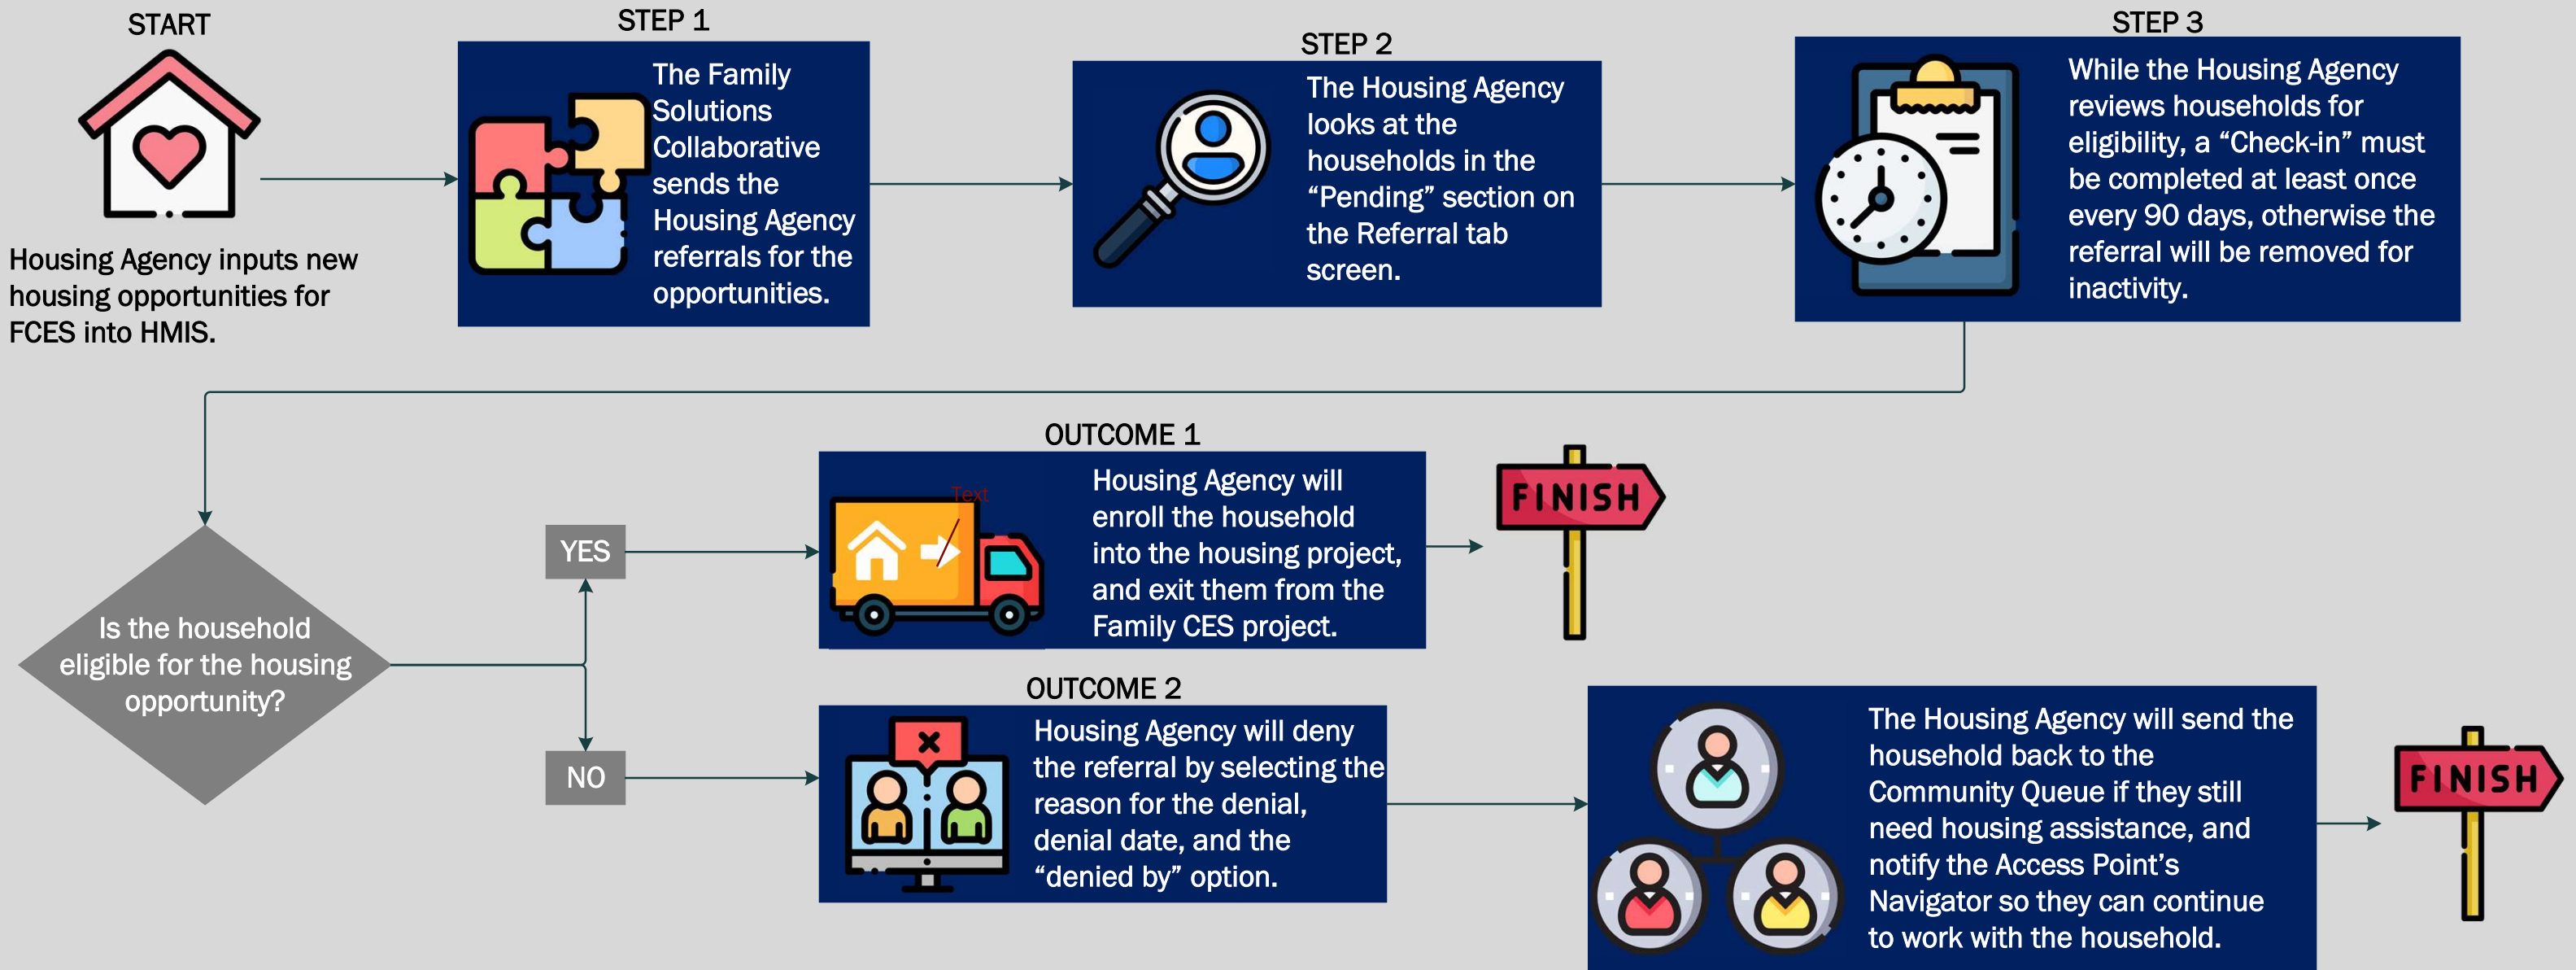 START
Housing Agency inputs new
housing opportunities for
FCES into HMIS.
STEP 1
The Family
Solutions
Collaborative
sends the
Housing Agency
referrals for the
opportunities.
STEP 2
The Housing Agency
looks at the
households in the
“Pending” section on
the Referral tab
screen.
STEP 3
While the Housing Agency
reviews households for
eligibility, a “Check-in” must
be completed at least once
every 90 days, otherwise the
referral will be removed for
inactivity.
Is the household
eligible for the housing
opportunity?
YES
OUTCOME 1
Text
Housing Agency will
enroll the household
into the housing project,
and exit them from the
Family CES project.
FINISH
NO
OUTCOME 2
Housing Agency will deny
the referral by selecting the
reason for the denial,
denial date, and the
“denied by” option.
The Housing Agency will send the
household back to the
Community Queue if they still
need housing assistance, and
notify the Access Point’s
Navigator so they can continue
to work with the household.
FINISH